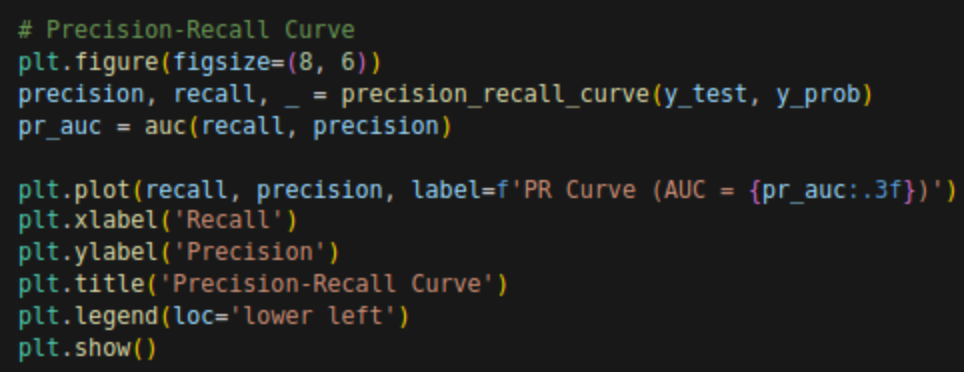 # Precision-Recall Curve
plt.figure(figsize=(8, 6))
precision, recall, _ = precision_recall_curve(y_test, y_prob)
pr_auc = auc(recall, precision)
plt.plot(recall, precision, label=f'PR Curve (AUC = {pr_auc:.3f})')
plt.xlabel('Recall')
plt.ylabel('Precision')
plt.title('Precision-Recall Curve')
plt.legend(loc='lower left')
plt.show()